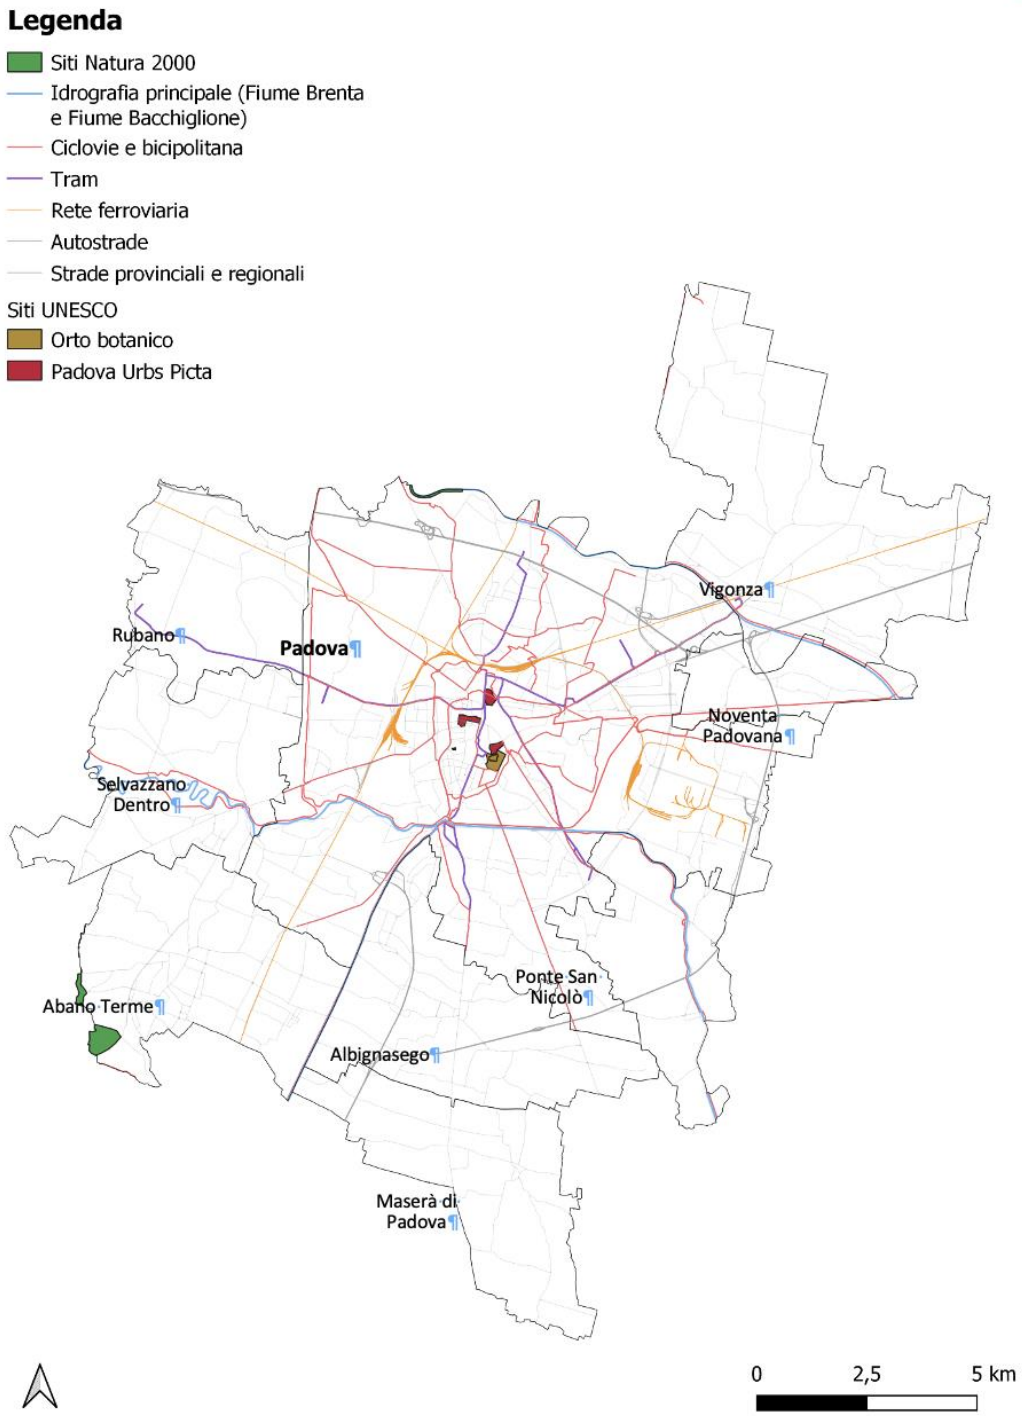 Legenda
Siti Natura 2000
Idrografia principale (Fiume Brenta
e Fiume Bacchiglione)
Ciclovie e bicipolitana
Tram
Rete ferroviaria
Autostrade
Strade provinciali e regionali
Siti UNESCO
Orto botanico
Padova Urbs Picta
Vigonza¶
Rubano¶
Padova¶
Noventa
Padovana¶
Selvazzano
Dentro¶
Ponte San
Nicolò¶
Abano Terme¶
Albignasego¶
Maserà di
Padova¶
0 2,5 5 km